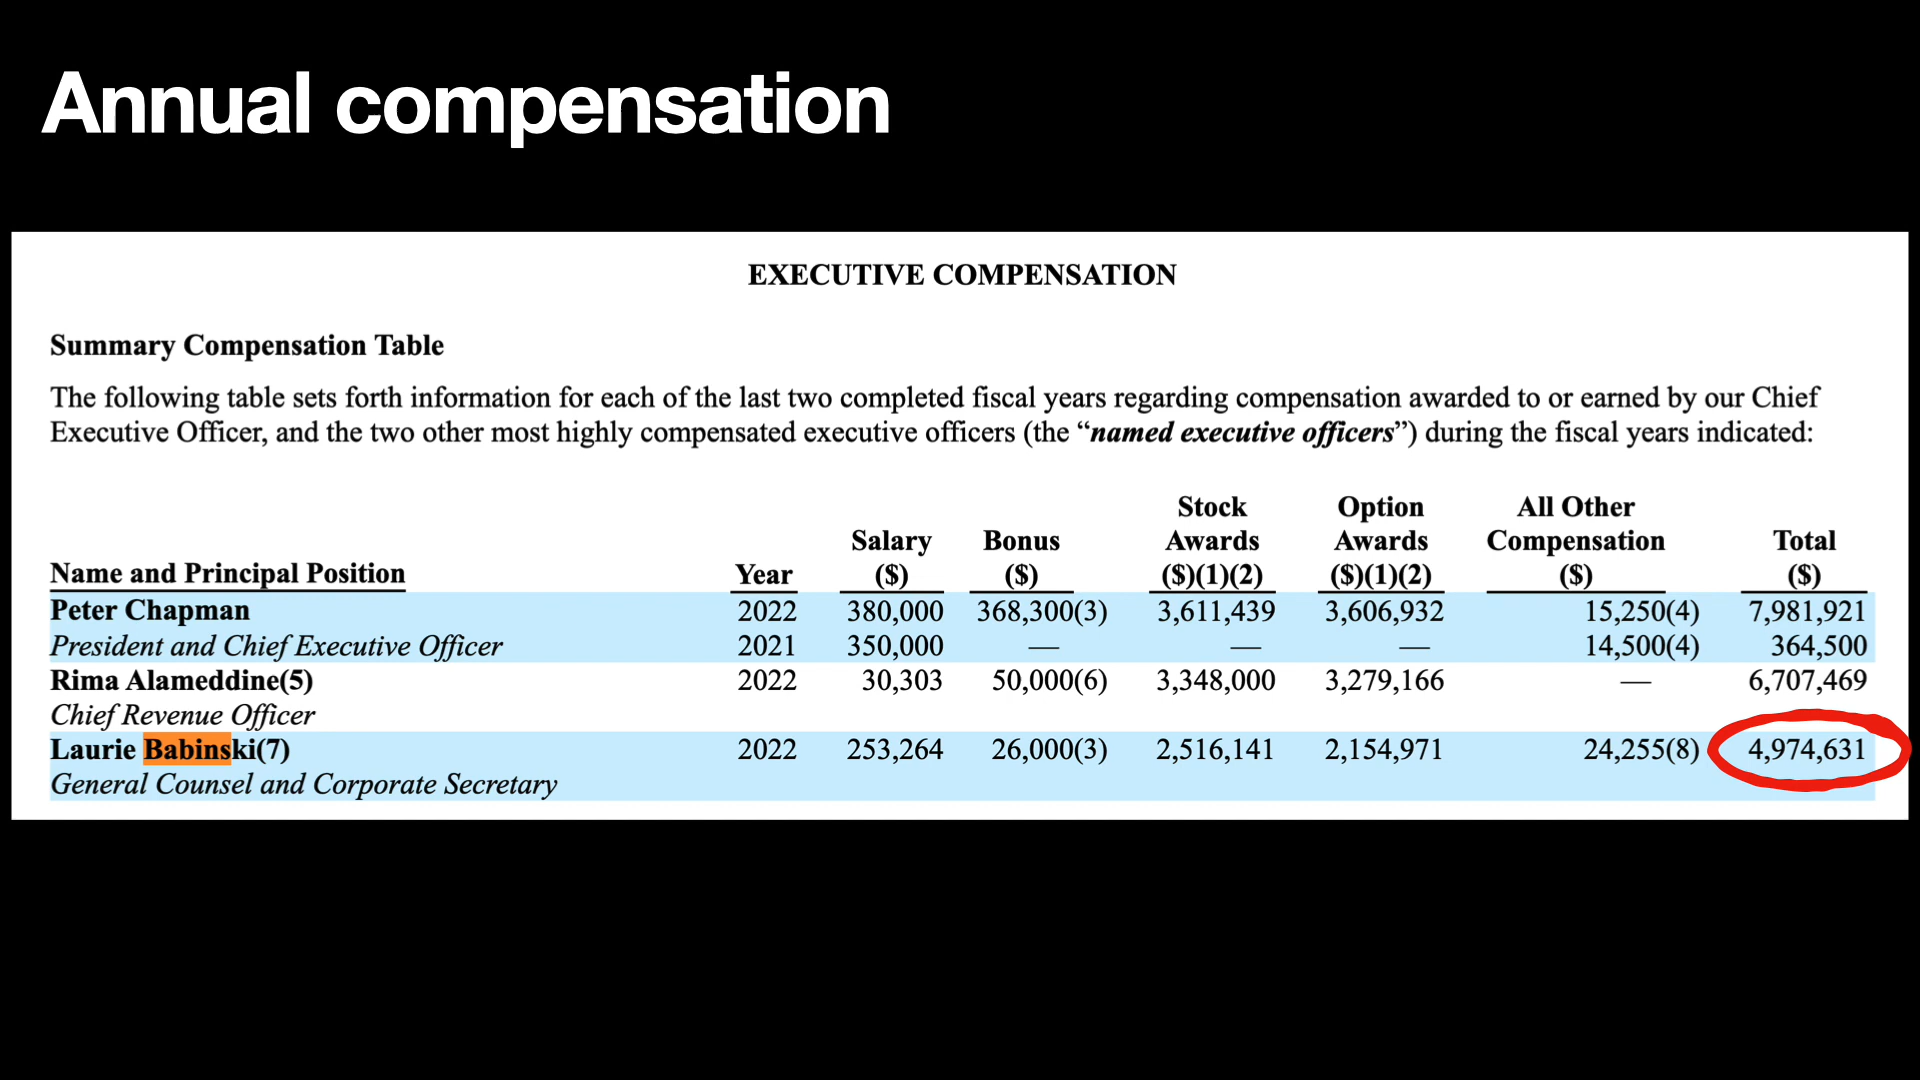 Annual compensation
EXECUTIVE COMPENSATION
Summary Compensation Table
The following table sets forth information for each of the last two completed fiscal years regarding compensation awarded to or earned by our Chief
Executive Officer, and the two other most highly compensated executive officers (the “named executive officers”) during the fiscal years indicated:
Stock Option All Other
Salary Bonus Awards Awards Compensation Total
Name and Principal Position Year ($) ($) ($)(1)(2) ($)(1)(2) ($) ($)
Peter Chapman 2022 380,000 368,300(3) 3,611,439 3,606,932 15,250(4) 7,981,921
President and Chief Executive Officer 2021 350,000 — — — 14,500(4) 364,500
Rima Alameddine(5) 2022 30,303 50,000(6) 3,348,000 3,279,166 — 6,707,469
Chief Revenue Officer
Laurie Babinski(7) 2022 253,264 26,000(3) 2,516,141 2,154,971 24,255(8) 4,974,631
General Counsel and Corporate Secretary